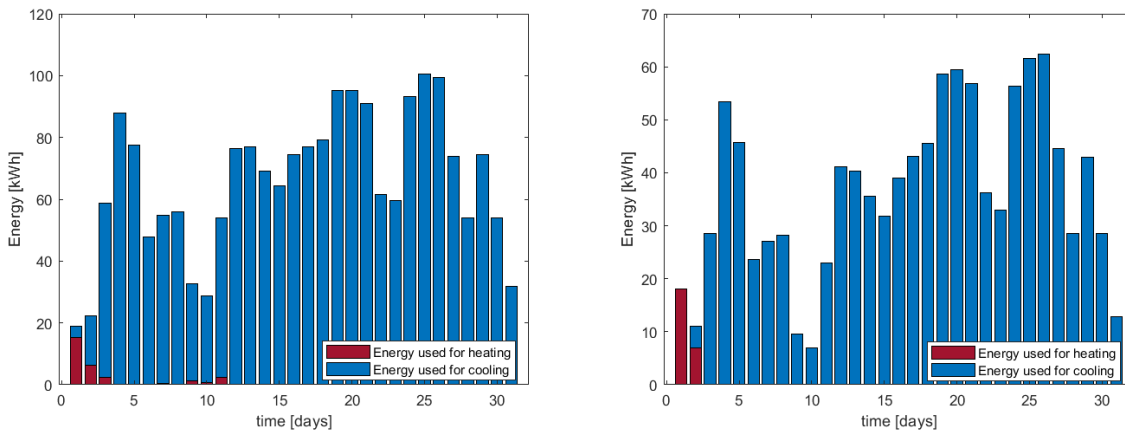 120
100
80
60
40
20
0
Energy [kWh]
Energy used for heating
Energy used for cooling
0 5 10 15 20 25 30
time [days]
70
60
50
40
30
20
10
0
Energy [kWh]
Energy used for heating
Energy used for cooling
0 5 10 15 20 25 30
time [days]